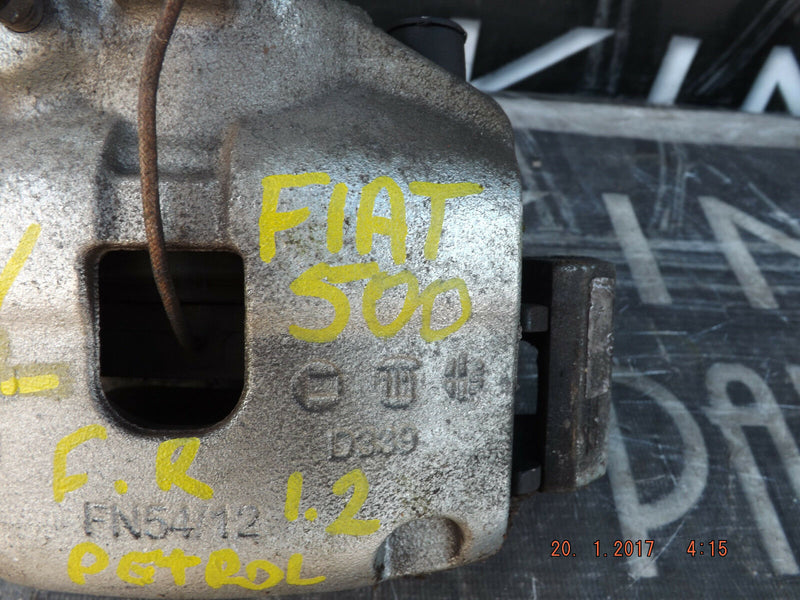 FIAT
500
D339
F.R 1.2
FN54/12
PETROL
20. 1.2017 4:15